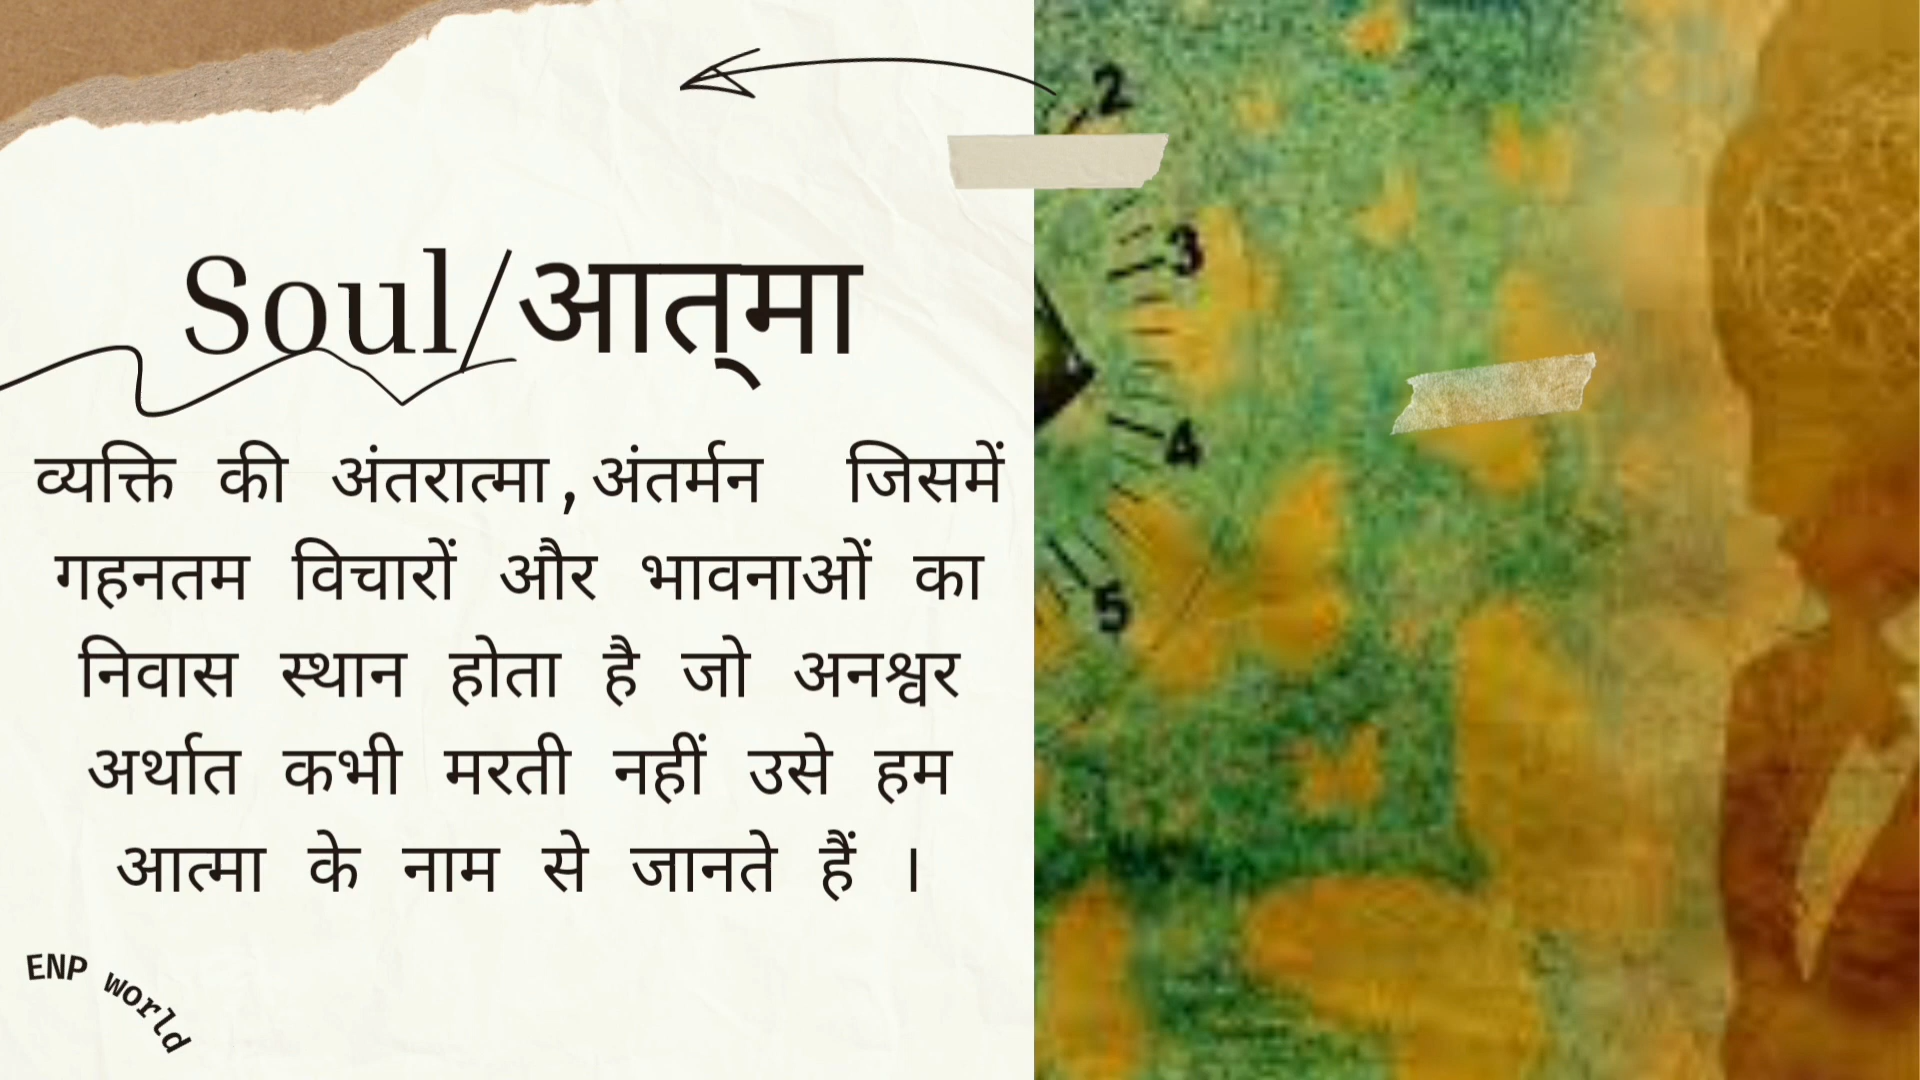 Soul/आत्‌मा
व्यक्ति की अंतरात्मा,अंतर्मन जिसमें
गहनतम विचारों और भावनाओं का
निवास स्थान होता है जो अनश्वर
अर्थात कभी मरती नहीं उसे हम
आत्मा के नाम से जानते हैं ।
ENP world
2
3
4
5